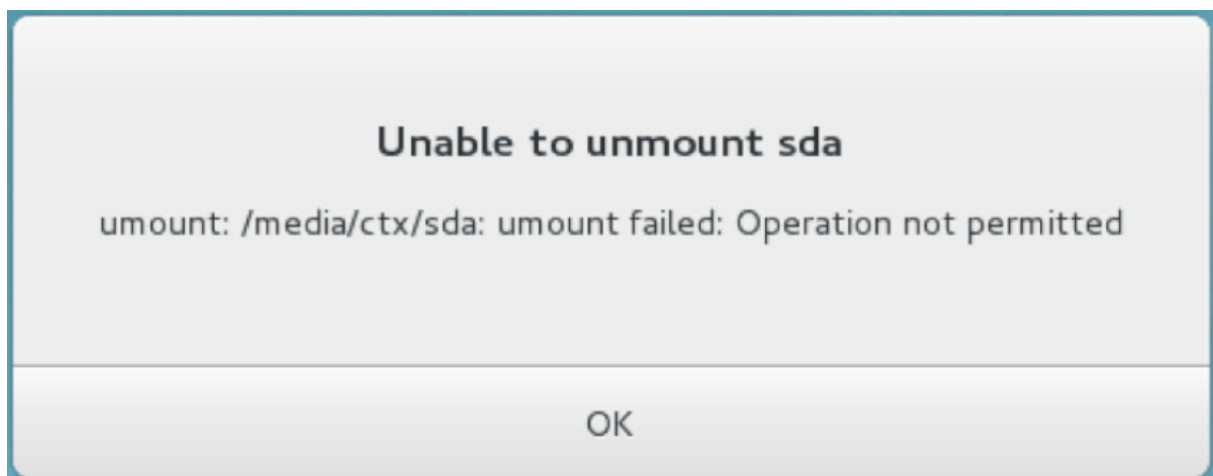 Unable to unmount sda
umount: /media/ctx/sda: umount failed: Operation not permitted
OK